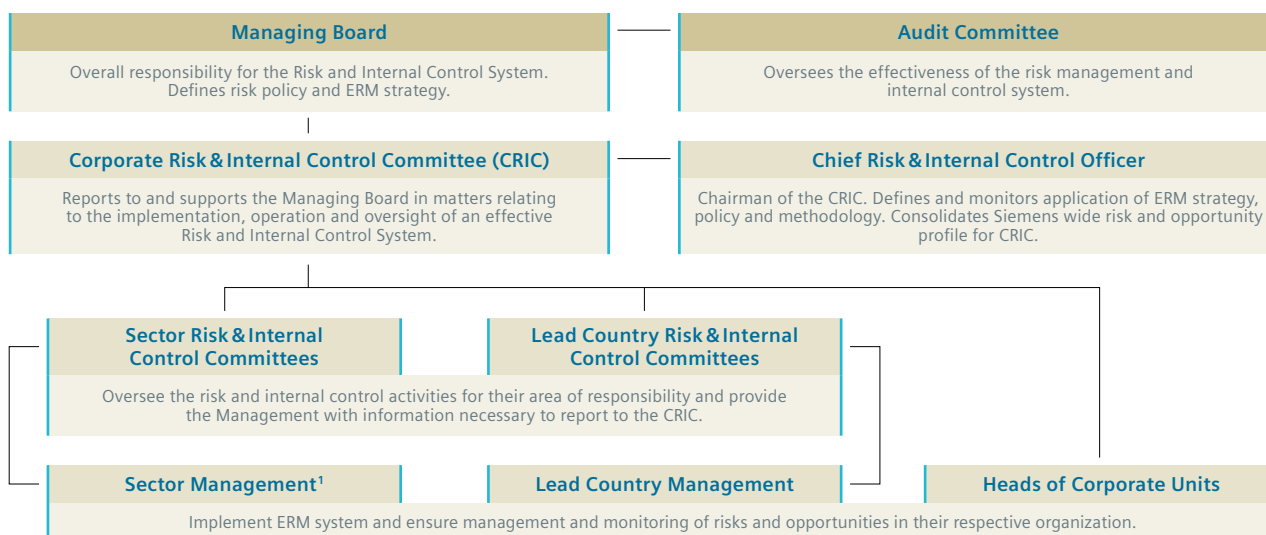 Managing Board
Audit Committee
Overall responsibility for the Risk and Internal Control System.
Defines risk policy and ERM strategy.
Oversees the effectiveness of the risk management and
internal control system.
Corporate Risk & Internal Control Committee (CRIC)
Chief Risk & Internal Control Officer
Reports to and supports the Managing Board in matters relating
to the implementation, operation and oversight of an effective
Risk and Internal Control System.
Chairman of the CRIC. Defines and monitors application of ERM strategy,
policy and methodology. Consolidates Siemens wide risk and opportunity
profile for CRIC.
Sector Risk & Internal
Control Committees
Lead Country Risk & Internal
Control Committees
Oversee the risk and internal control activities for their area of responsibility and provide
the Management with information necessary to report to the CRIC.
Sector Management¹
Lead Country Management
Heads of Corporate Units
Implement ERM system and ensure management and monitoring of risks and opportunities in their respective organization.